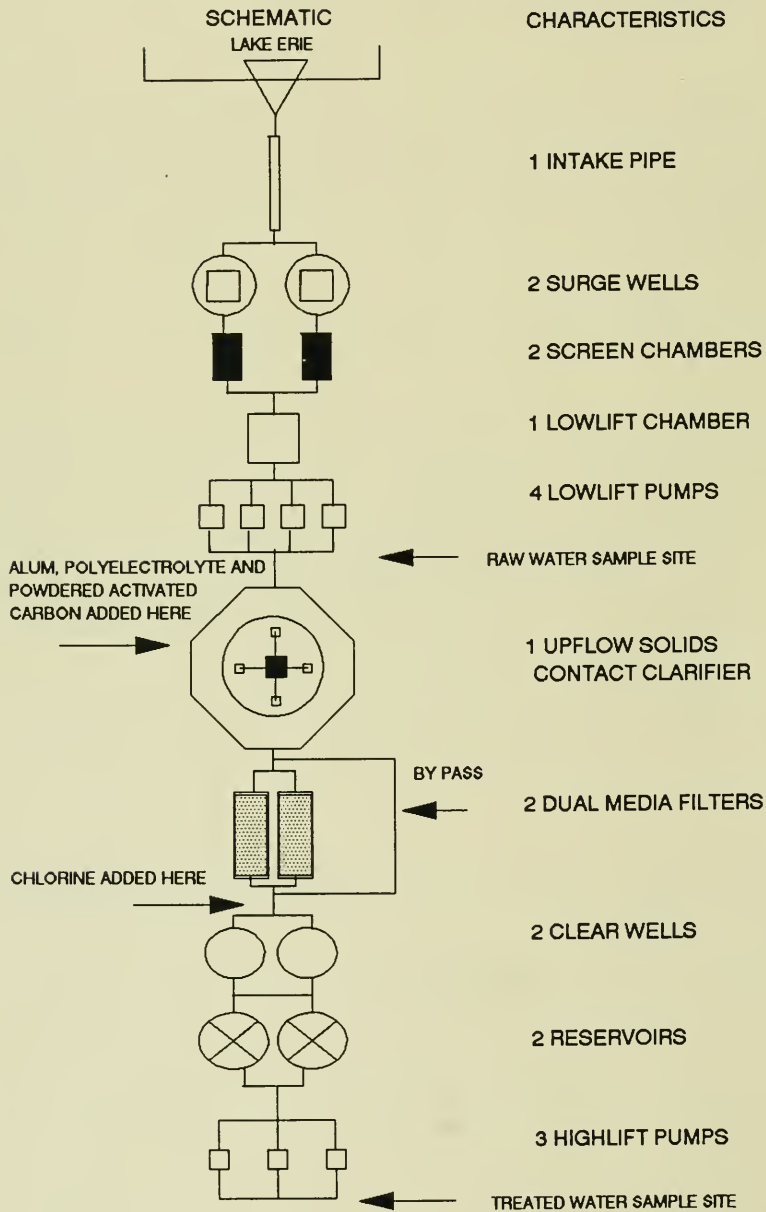 SCHEMATIC
CHARACTERISTICS
LAKE ERIE
1 INTAKE PIPE
2 SURGE WELLS
2 SCREEN CHAMBERS
1 LOWLIFT CHAMBER
4 LOWLIFT PUMPS
RAW WATER SAMPLE SITE
ALUM, POLYELECTROLYTE AND
POWDERED ACTIVATED
CARBON ADDED HERE
1 UPFLOW SOLIDS
CONTACT CLARIFIER
BY PASS
2 DUAL MEDIA FILTERS
CHLORINE ADDED HERE
2 CLEAR WELLS
2 RESERVOIRS
3 HIGHLIFT PUMPS
TREATED WATER SAMPLE SITE